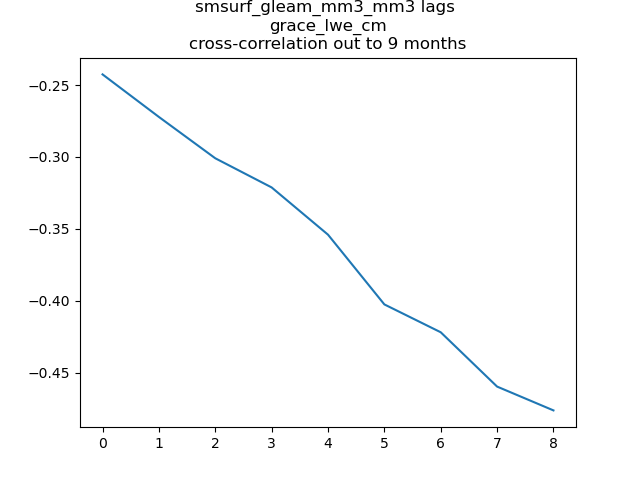 smsurf_gleam_mm3_mm3 lags
grace_lwe_cm
cross-correlation out to 9 months
−0.25
−0.30
−0.35
−0.40
−0.45
0 1 2 3 4 5 6 7 8